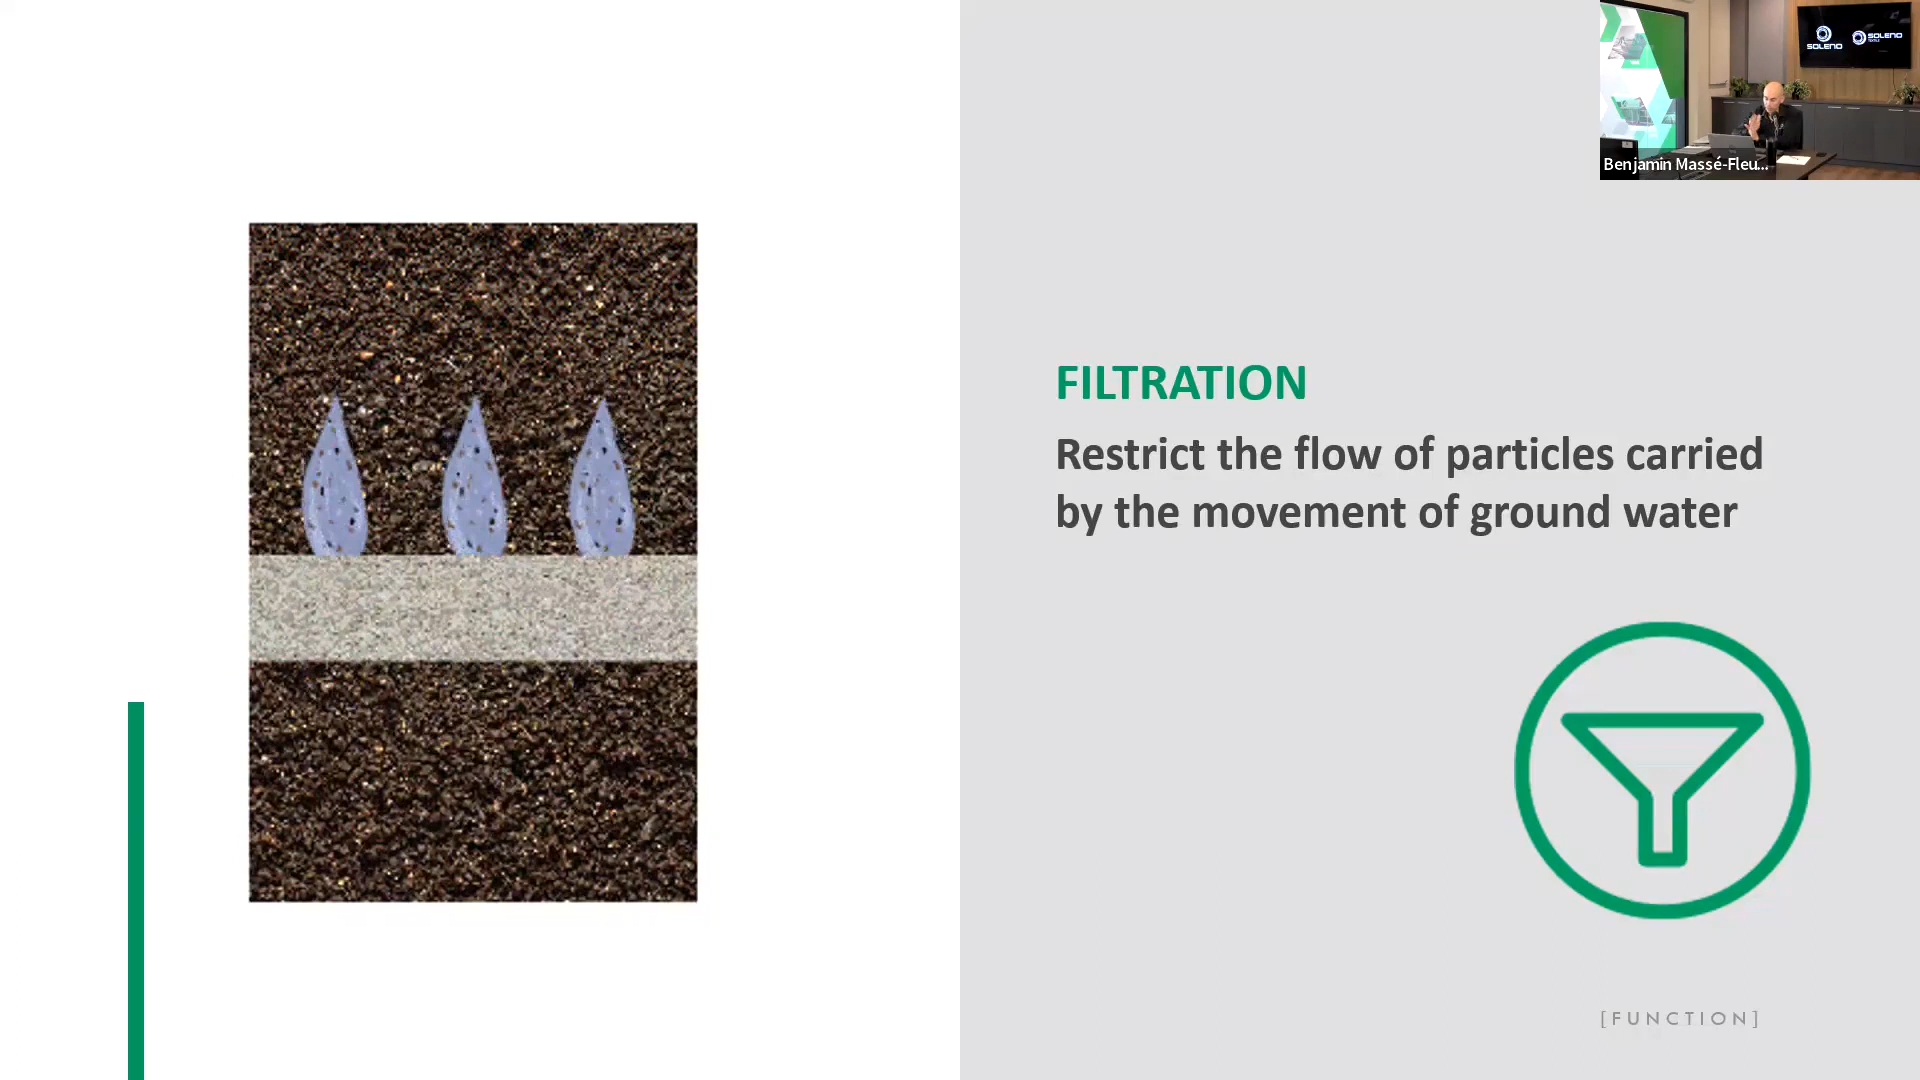 SOLENO
SOLENO
TEXTILE
Benjamin Massé-Fleu...
FILTRATION
Restrict the flow of particles carried
by the movement of ground water
[FUNCTION]